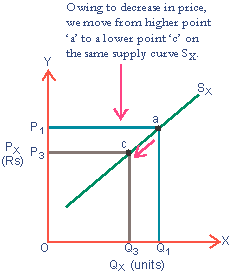 Owing to decrease in price,
we move from higher point
‘a’ to a lower point ‘c’ on
the same supply curve SX.
Y
SX
P1
a
PX
(Rs)
P3
c
O
Q3
Q1
X
QX (units)